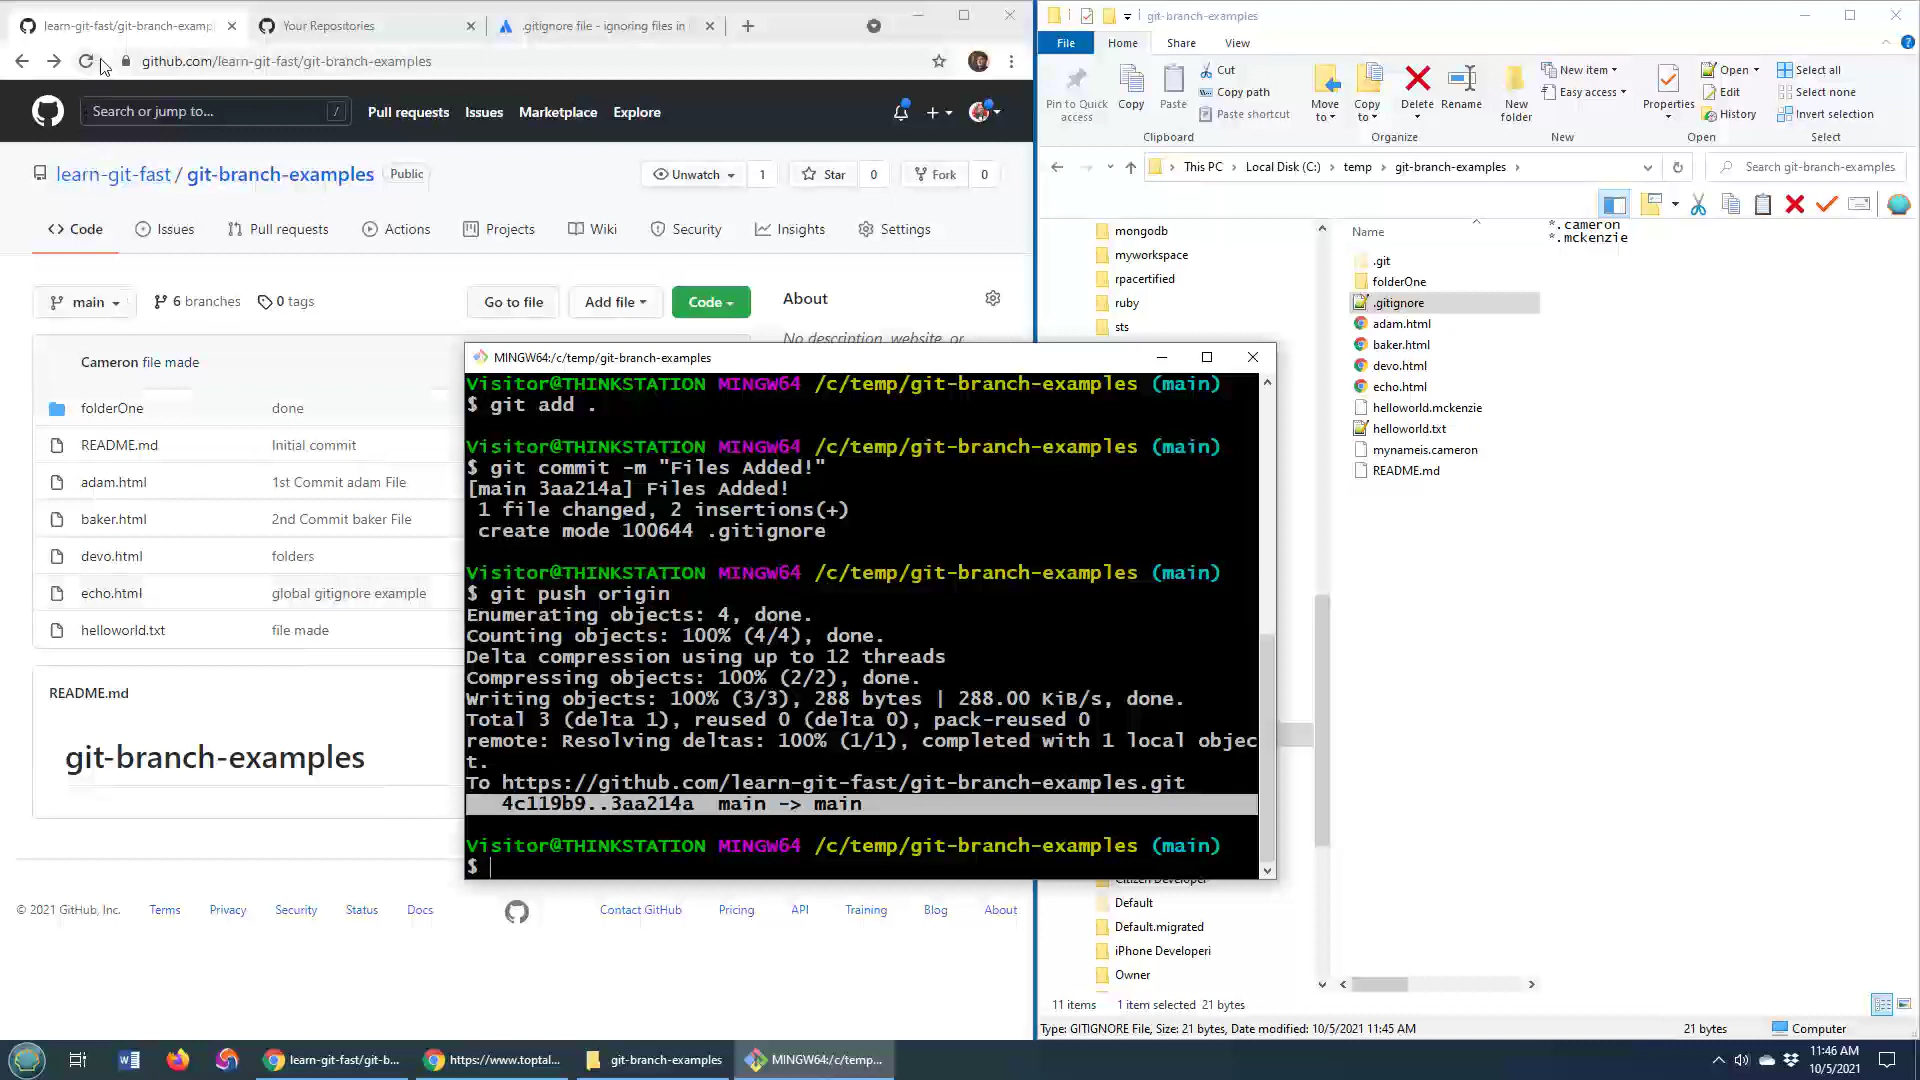 learn-git-fast/git-branch-examp
Your Repositories
.gitignore file - ignoring files in
github.com/learn-git-fast/git-branch-examples
Search or jump to...
/
Pull requests
Issues
Marketplace
Explore
learn-git-fast / git-branch-examples
Public
Unwatch
1
Star
0
Fork
0
Code
Issues
Pull requests
Actions
Projects
Wiki
Security
Insights
Settings
main
6 branches
0 tags
Go to file
Add file
Code
About
No description, website, or
Cameron file made
folderOne
done
README.md
Initial commit
adam.html
1st Commit adam File
baker.html
2nd Commit baker File
devo.html
folders
echo.html
global gitignore example
helloworld.txt
file made
README.md
git-branch-examples
© 2021 GitHub, Inc.
Terms
Privacy
Security
Status
Docs
Contact GitHub
Pricing
API
Training
Blog
About
MINGW64:/c/temp/git-branch-examples
Visitor@THINKSTATION MINGW64 /c/temp/git-branch-examples (main)
$ git add .
Visitor@THINKSTATION MINGW64 /c/temp/git-branch-examples (main)
$ git commit -m "Files Added!"
[main 3aa214a] Files Added!
1 file changed, 2 insertions(+)
create mode 100644 .gitignore
Visitor@THINKSTATION MINGW64 /c/temp/git-branch-examples (main)
$ git push origin
Enumerating objects: 4, done.
Counting objects: 100% (4/4), done.
Delta compression using up to 12 threads
Compressing objects: 100% (2/2), done.
Writing objects: 100% (3/3), 288 bytes | 288.00 KiB/s, done.
Total 3 (delta 1), reused 0 (delta 0), pack-reused 0
remote: Resolving deltas: 100% (1/1), completed with 1 local objec
t.
To https://github.com/learn-git-fast/git-branch-examples.git
4c119b9..3aa214a  main -> main
Visitor@THINKSTATION MINGW64 /c/temp/git-branch-examples (main)
$
git-branch-examples
File
Home
Share
View
Pin to Quick
access
Copy
Paste
Cut
Copy path
Paste shortcut
Clipboard
Move
to
Copy
to
Delete
Rename
Organize
New
folder
New item
Easy access
New
Properties
Open
Edit
History
Open
Select all
Select none
Invert selection
Select
This PC
Local Disk (C:)
temp
git-branch-examples
Search git-branch-examples
mongodb
myworkspace
rpacertified
ruby
sts
Citizen Developer
Default
Default.migrated
iPhone Developeri
Owner
Name
.git
folderOne
.gitignore
adam.html
baker.html
devo.html
echo.html
helloworld.mckenzie
helloworld.txt
mynameis.cameron
README.md
*.cameron
*.mckenzie
11 items
1 item selected 21 bytes
Type: GITIGNORE File, Size: 21 bytes, Date modified: 10/5/2021 11:45 AM
21 bytes
Computer
learn-git-fast/git-b...
https://www.toptal...
git-branch-examples
MINGW64:/c/temp...
11:46 AM
10/5/2021